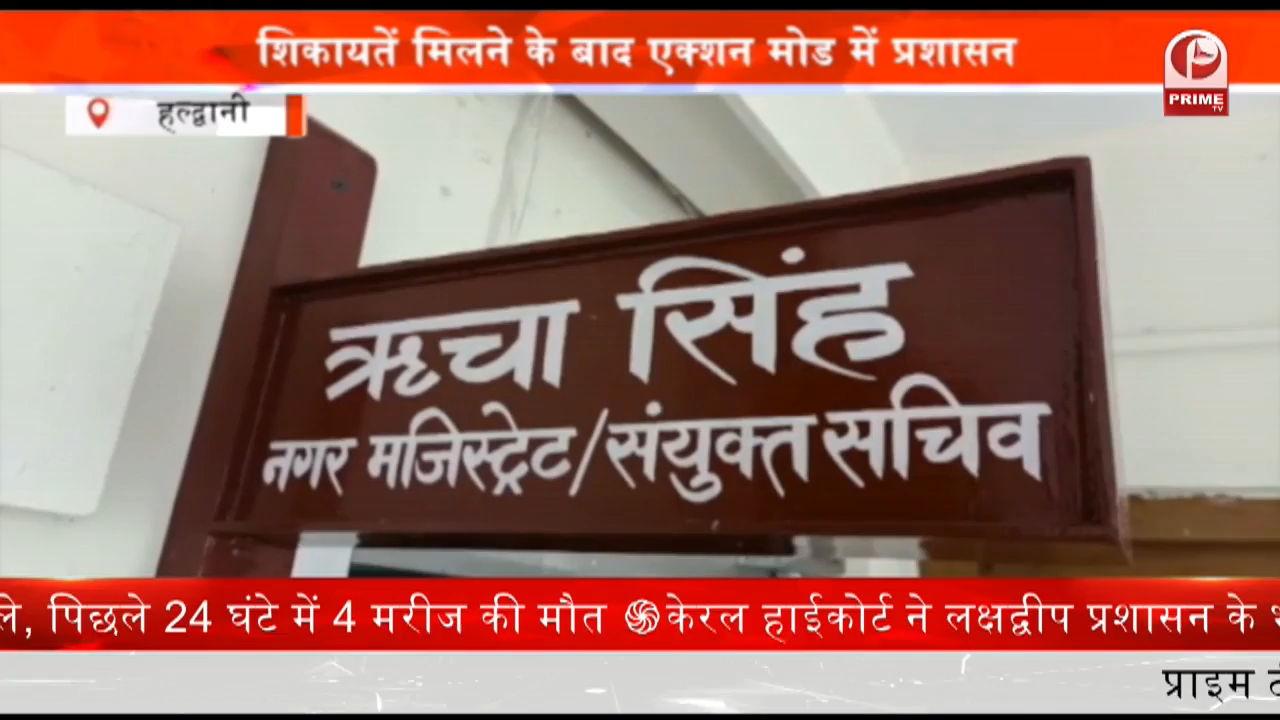 शिकायतें मिलने के बाद एक्शन मोड में प्रशासन
PRIME
TV
हल्द्वानी
ऋचा सिंह
नगर मजिस्ट्रेट/संयुक्त सचिव
पिछले 24 घंटे में 4 मरीज की मौत केरल हाईकोर्ट ने लक्षद्वीप प्रशासन के
प्राइम